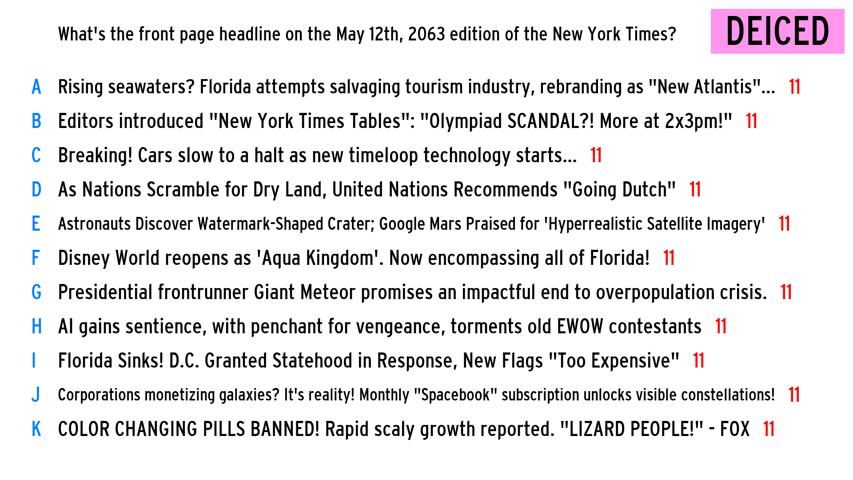 What's the front page headline on the May 12th, 2063 edition of the New York Times?
DEICED
A Rising seawaters? Florida attempts salvaging tourism industry, rebranding as "New Atlantis"... 11
B Editors introduced "New York Times Tables": "Olympiad SCANDAL?! More at 2x3pm!" 11
C Breaking! Cars slow to a halt as new timeloop technology starts... 11
D As Nations Scramble for Dry Land, United Nations Recommends "Going Dutch" 11
E Astronauts Discover Watermark-Shaped Crater; Google Mars Praised for 'Hyperrealistic Satellite Imagery' 11
F Disney World reopens as 'Aqua Kingdom'. Now encompassing all of Florida! 11
G Presidential frontrunner Giant Meteor promises an impactful end to overpopulation crisis. 11
H AI gains sentience, with penchant for vengeance, torments old EWOW contestants 11
I Florida Sinks! D.C. Granted Statehood in Response, New Flags "Too Expensive" 11
J Corporations monetizing galaxies? It's reality! Monthly "Spacebook" subscription unlocks visible constellations! 11
K COLOR CHANGING PILLS BANNED! Rapid scaly growth reported. "LIZARD PEOPLE!" - FOX 11